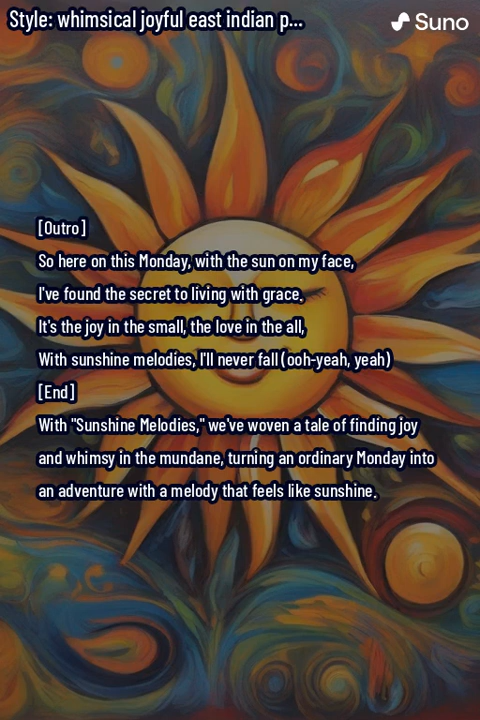 Style: whimsical joyful east indian p...
Suno
[Outro]
So here on this Monday, with the sun on my face,
I've found the secret to living with grace.
It's the joy in the small, the love in the all,
With sunshine melodies, I'll never fall (ooh-yeah, yeah)
[End]
With "Sunshine Melodies," we've woven a tale of finding joy
and whimsy in the mundane, turning an ordinary Monday into
an adventure with a melody that feels like sunshine.